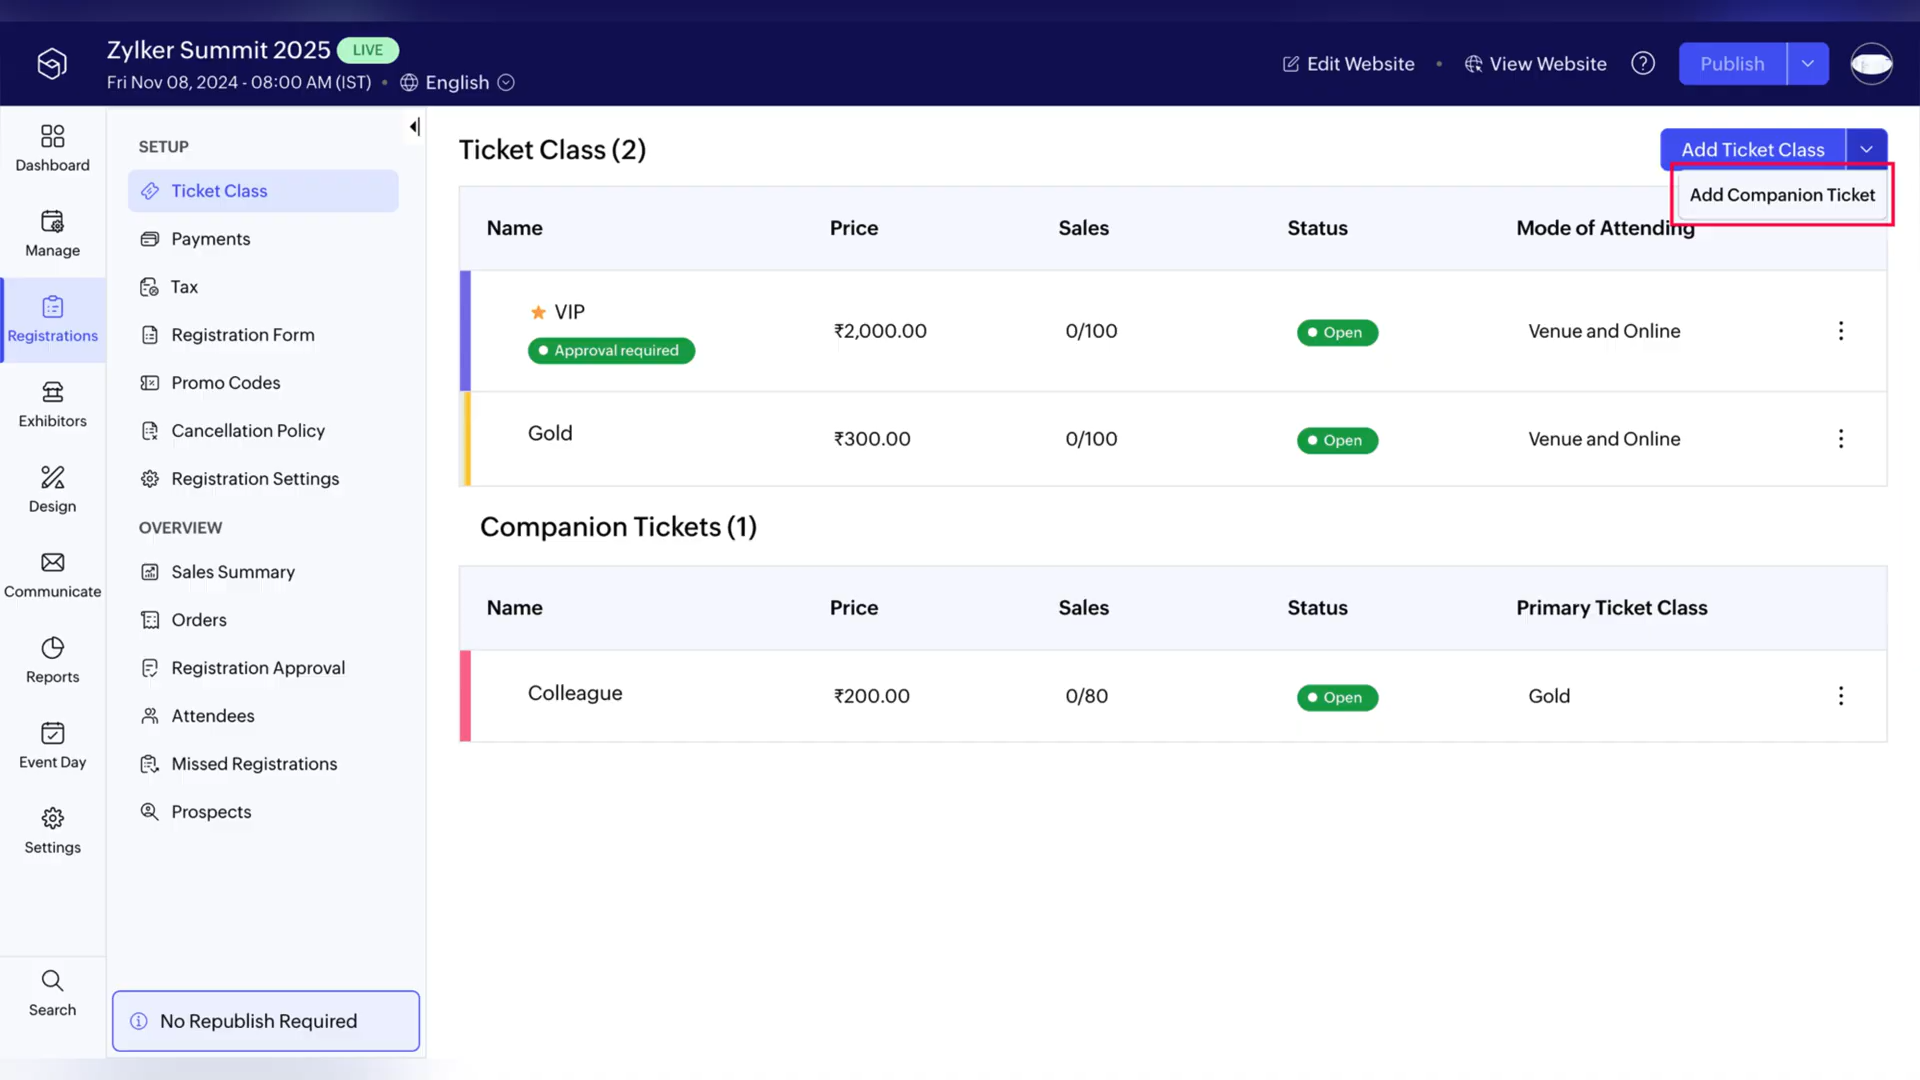 Zylker Summit 2025 LIVE
Fri Nov 08, 2024 - 08:00 AM (IST) • English
Edit Website • View Website
Publish
Dashboard
Manage
Registrations
Exhibitors
Design
Communicate
Reports
Event Day
Settings
Search
SETUP
Ticket Class
Payments
Tax
Registration Form
Promo Codes
Cancellation Policy
Registration Settings
OVERVIEW
Sales Summary
Orders
Registration Approval
Attendees
Missed Registrations
Prospects
No Republish Required
Ticket Class (2)
Add Ticket Class
Add Companion Ticket
Name Price Sales Status Mode of Attending
VIP ₹2,000.00 0/100 Open Venue and Online
Approval required
Gold ₹300.00 0/100 Open Venue and Online
Companion Tickets (1)
Name Price Sales Status Primary Ticket Class
Colleague ₹200.00 0/80 Open Gold